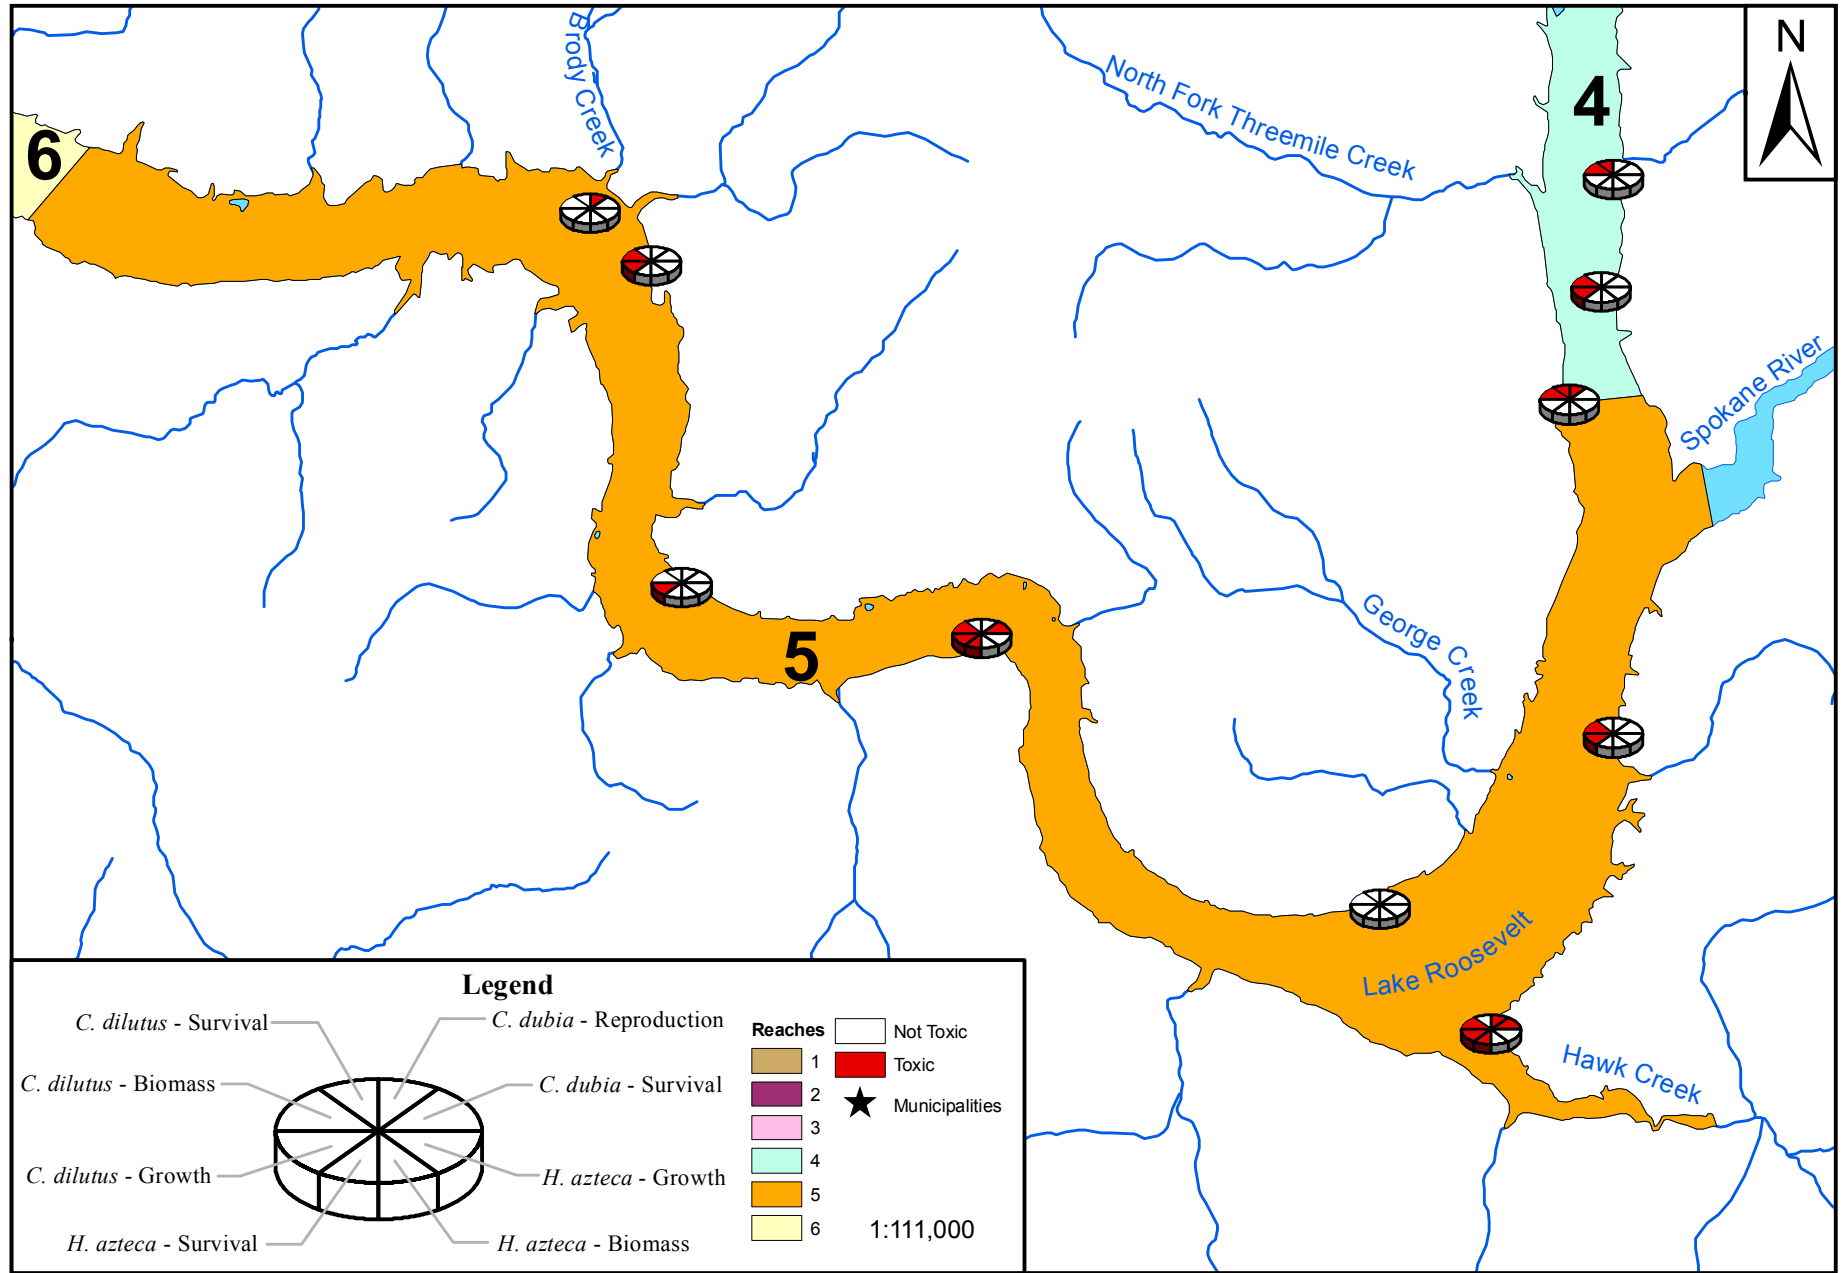 N
Brody Creek
North Fork Threemile Creek
4
6
Spokane River
George Creek
5
Lake Roosevelt
Hawk Creek
Legend
C. dilutus - Survival
C. dubia - Reproduction
C. dilutus - Biomass
C. dubia - Survival
C. dilutus - Growth
H. azteca - Growth
H. azteca - Survival
H. azteca - Biomass
Reaches
1
2
3
4
5
6
Not Toxic
Toxic
Municipalities
1:111,000